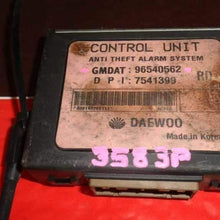 CONTROL UNIT
ANTI THEFT ALARM SYSTEM
GMDAT : 96540562
D P I : 7541399
DAEWOO
Made in Korea
3583P